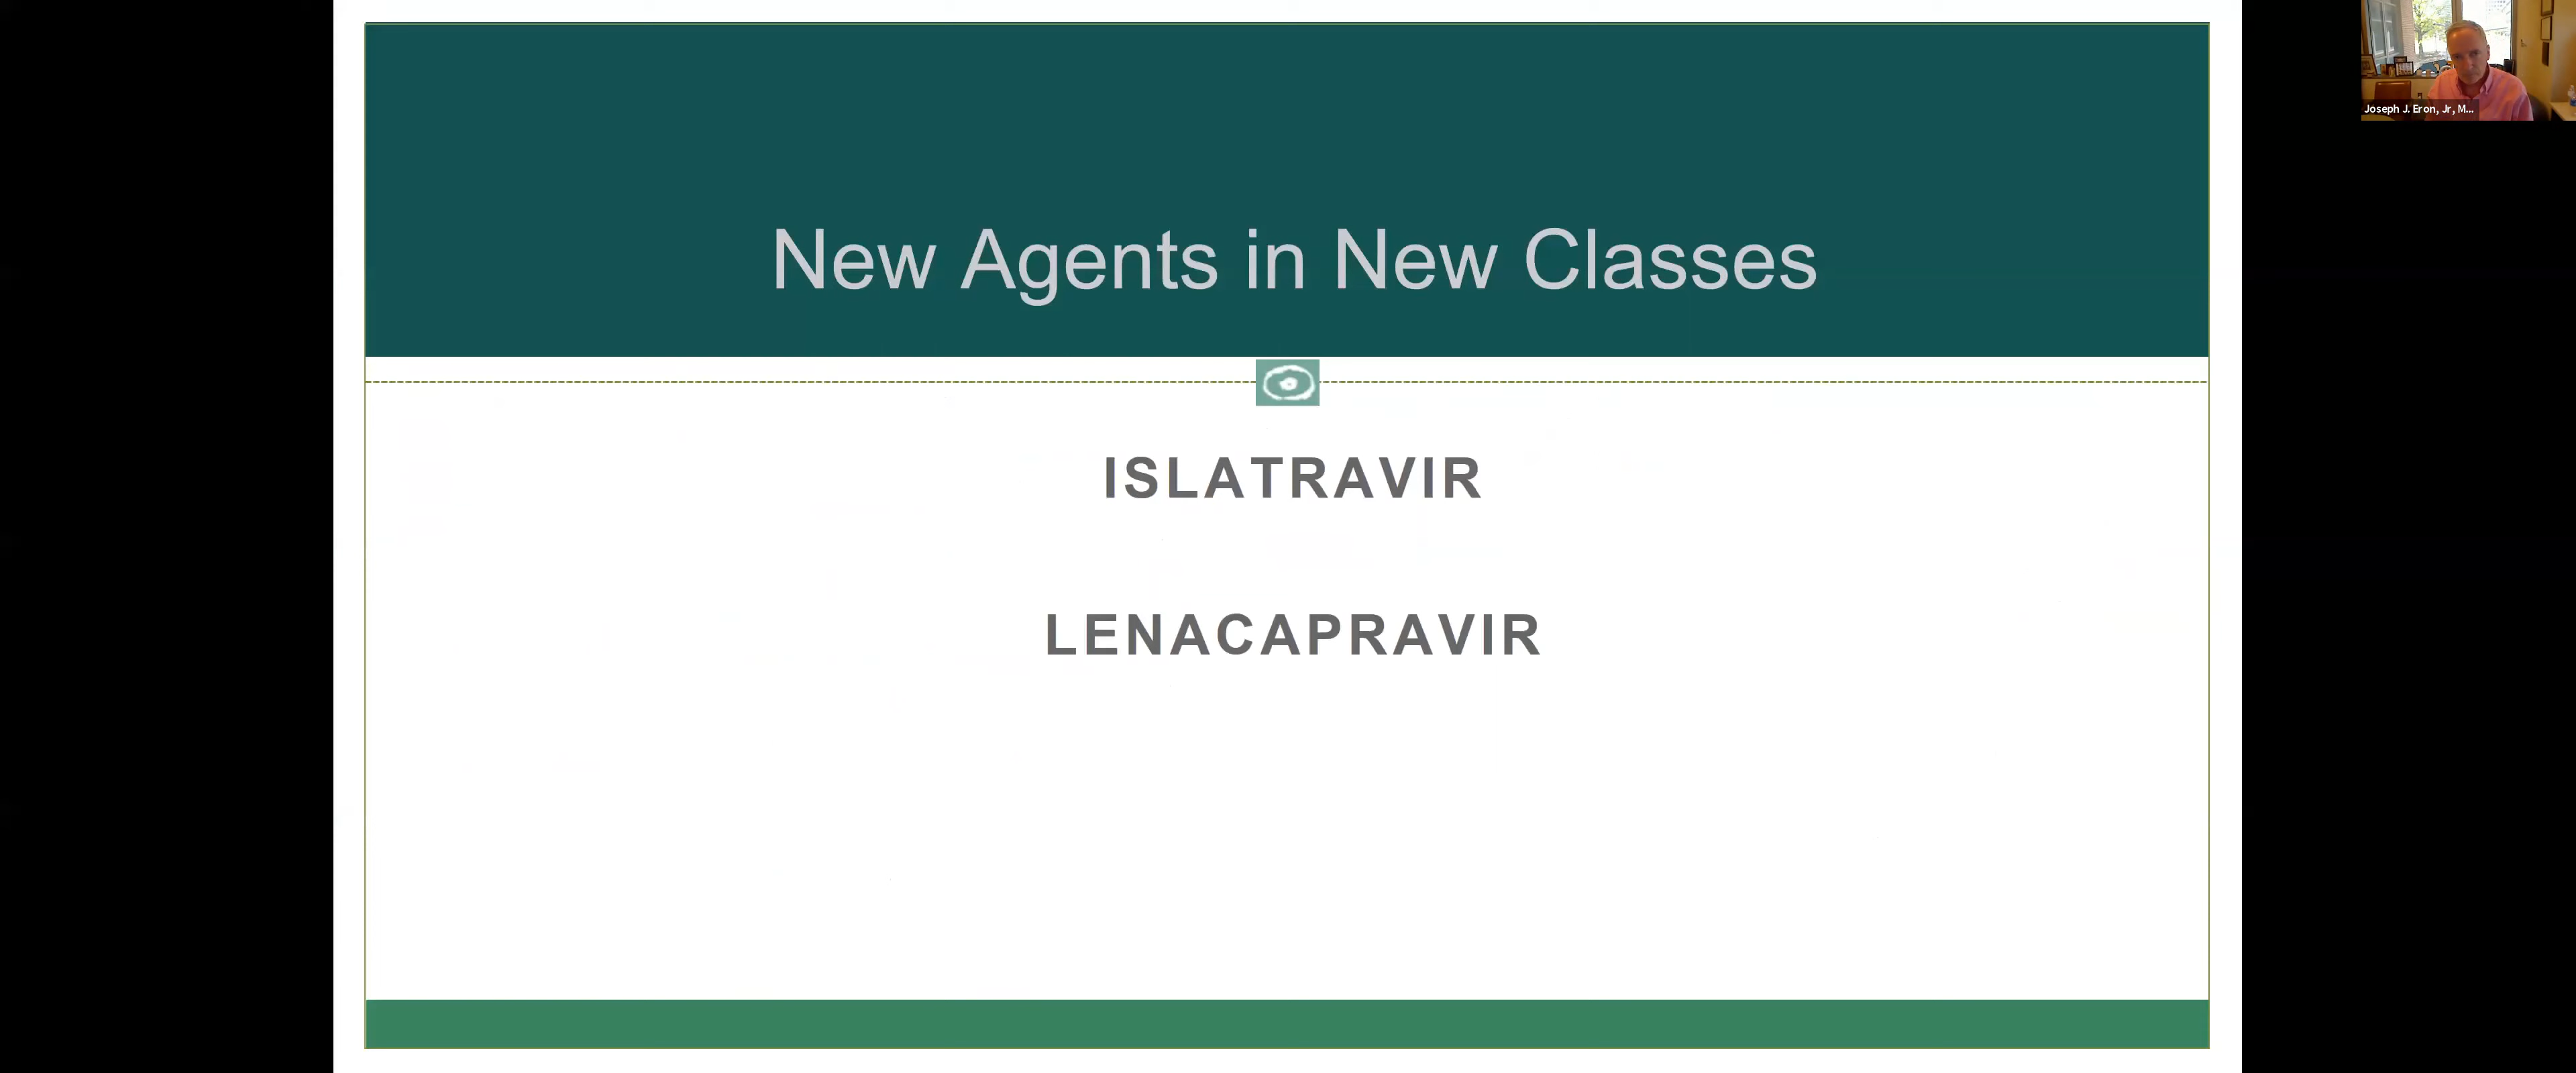 New Agents in New Classes
ISLATRAVIR
LENACAPRAVIR
Joseph J. Eron, Jr, M...